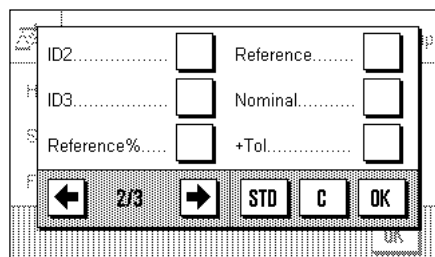 ID2.................. Reference........
ID3.................. Nominal...........
Reference%..... +Tol................
2/3 STD C OK
OK